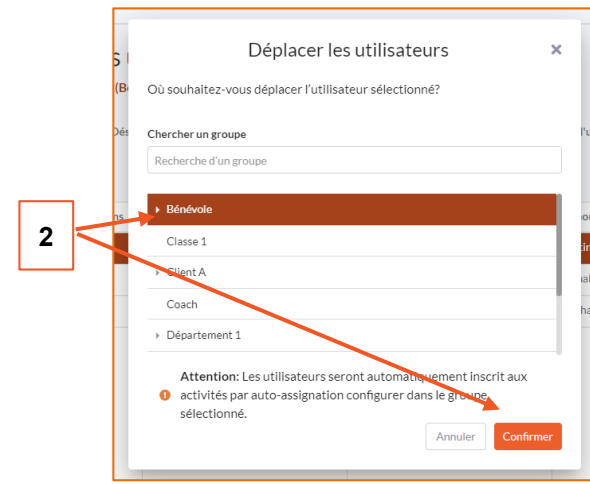 Déplacer les utilisateurs
Où souhaitez-vous déplacer l'utilisateur sélectionné?
Chercher un groupe
Recherche d'un groupe
2
Bénévole
Classe 1
Client A
Coach
Département 1
Attention: Les utilisateurs seront automatiquement inscrit aux
activités par auto-assignation configurer dans le groupe
sélectionné.
Annuler
Confirmer